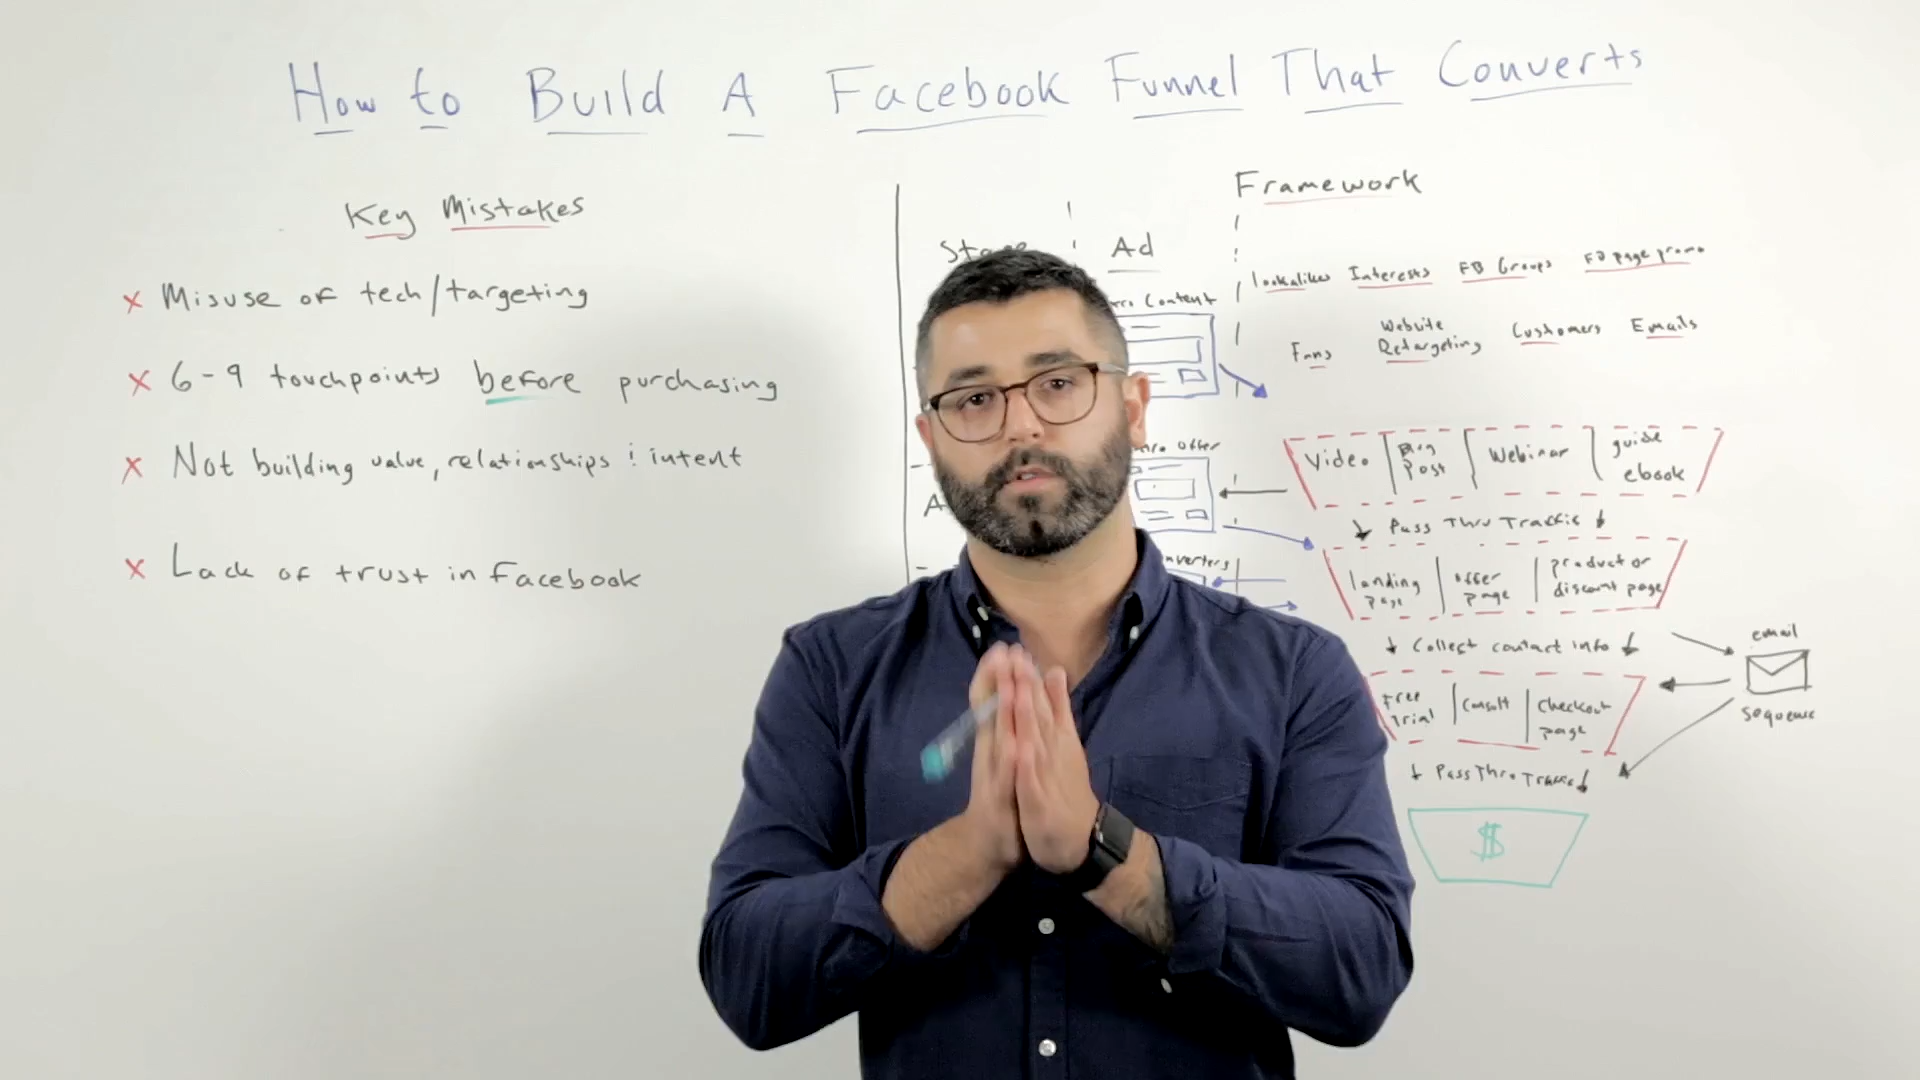 How to Build A Facebook Funnel That Converts
Key Mistakes
x Misuse of tech/targeting
x 6-9 touchpoints before purchasing
x Not building value, relationships & intent
x Lack of trust in Facebook
Framework
Ad
Content
Offer
lookalikes Interests FB Groups FB page promo
Fans Website Retargeting Customers Emails
Video Blog Post Webinar guide ebook
Pass Thru Traffic
landing page offer page product or discount page
Collect contact info
email
sequence
Free Trial Consult Checkout page
Pass Thru Traffic
$